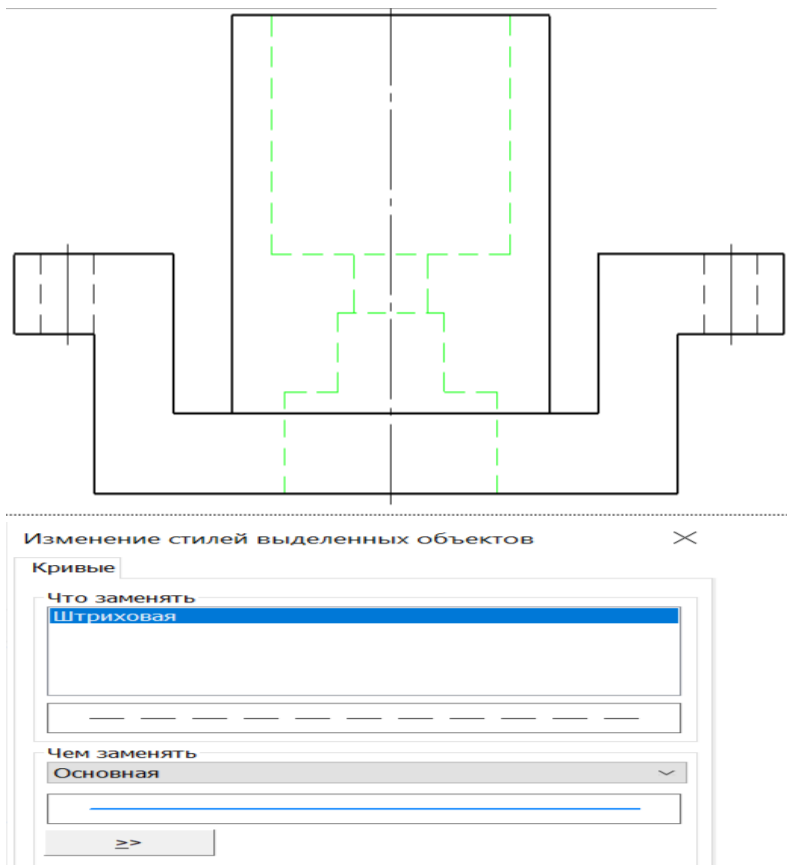 Изменение стилей выделенных объектов
Кривые
Что заменять
Штриховая
Чем заменять
Основная
>>